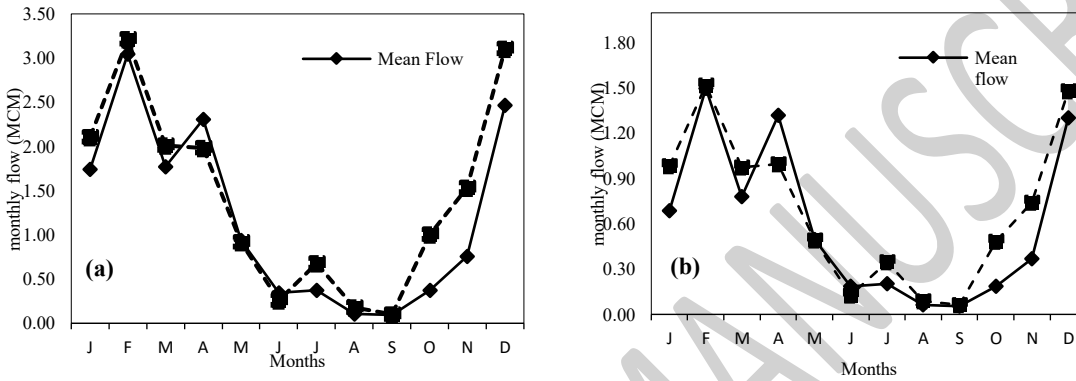 3.50
3.00
2.50
2.00
1.50
1.00
0.50
0.00
monthly flow (MCM)
Mean Flow
(a)
J F M A M J J A S O N D
Months
1.80
1.50
1.20
0.90
0.60
0.30
0.00
monthly flow (MCM)
Mean
flow
(b)
J F M A M J J A S O N D
Months
MANUSCR